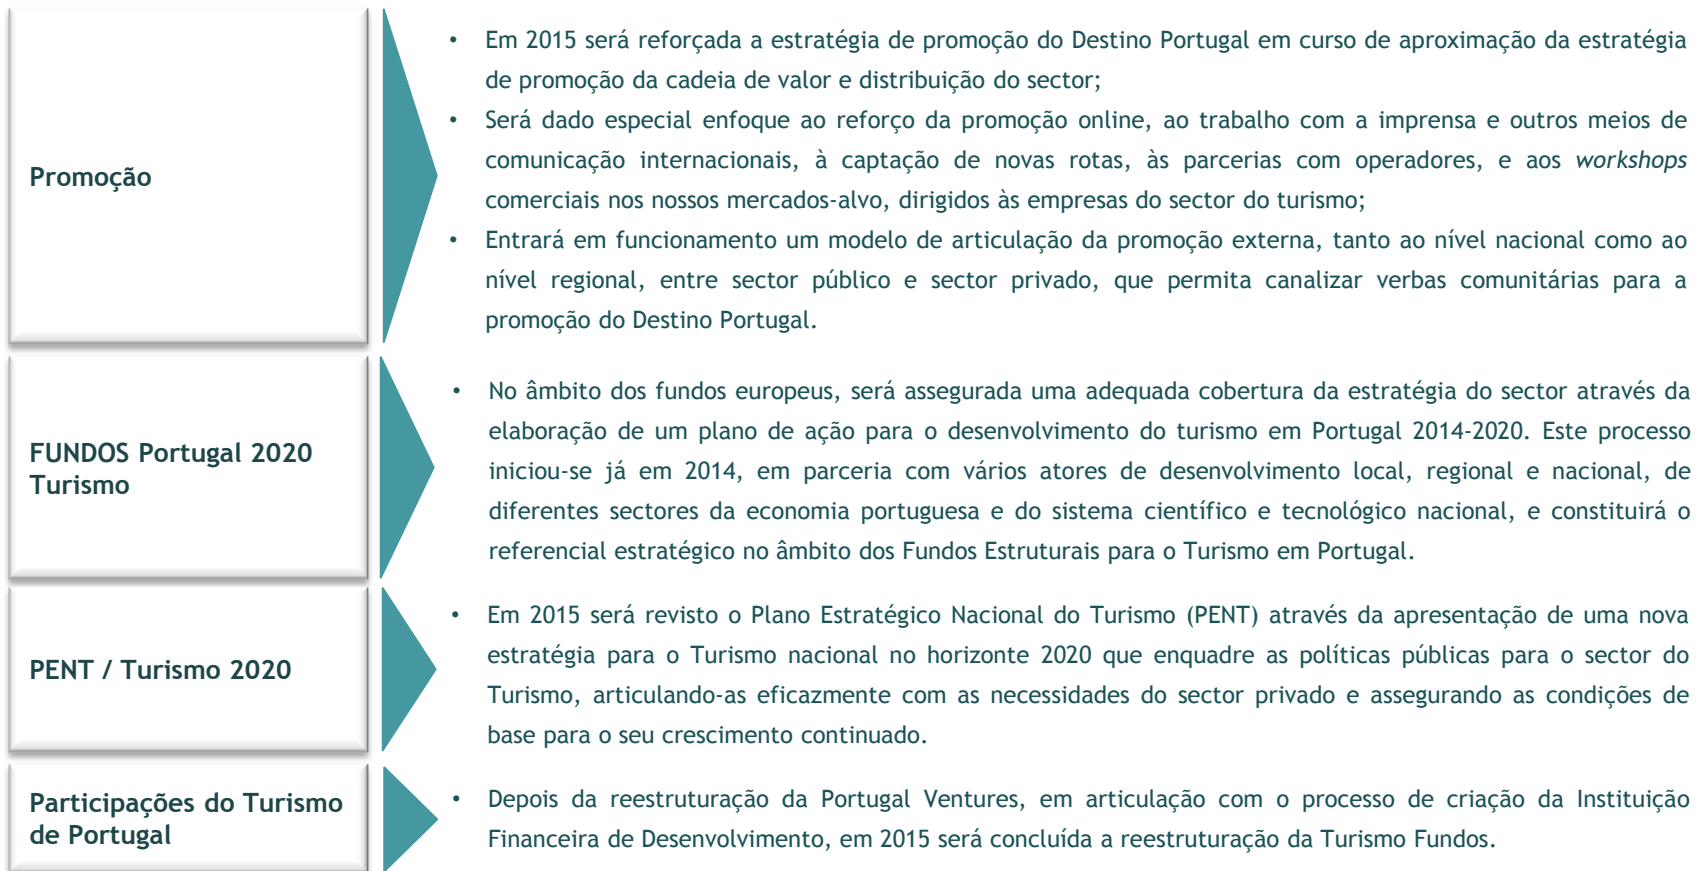 Promoção
• Em 2015 será reforçada a estratégia de promoção do Destino Portugal em curso de aproximação da estratégia
de promoção da cadeia de valor e distribuição do sector;
• Será dado especial enfoque ao reforço da promoção online, ao trabalho com a imprensa e outros meios de
comunicação internacionais, à captação de novas rotas, às parcerias com operadores, e aos workshops
comerciais nos nossos mercados-alvo, dirigidos às empresas do sector do turismo;
• Entrará em funcionamento um modelo de articulação da promoção externa, tanto ao nível nacional como ao
nível regional, entre sector público e sector privado, que permita canalizar verbas comunitárias para a
promoção do Destino Portugal.
FUNDOS Portugal 2020
Turismo
• No âmbito dos fundos europeus, será assegurada uma adequada cobertura da estratégia do sector através da
elaboração de um plano de ação para o desenvolvimento do turismo em Portugal 2014-2020. Este processo
iniciou-se já em 2014, em parceria com vários atores de desenvolvimento local, regional e nacional, de
diferentes sectores da economia portuguesa e do sistema científico e tecnológico nacional, e constituirá o
referencial estratégico no âmbito dos Fundos Estruturais para o Turismo em Portugal.
PENT / Turismo 2020
• Em 2015 será revisto o Plano Estratégico Nacional do Turismo (PENT) através da apresentação de uma nova
estratégia para o Turismo nacional no horizonte 2020 que enquadre as políticas públicas para o sector do
Turismo, articulando-as eficazmente com as necessidades do sector privado e assegurando as condições de
base para o seu crescimento continuado.
Participações do Turismo
de Portugal
• Depois da reestruturação da Portugal Ventures, em articulação com o processo de criação da Instituição
Financeira de Desenvolvimento, em 2015 será concluída a reestruturação da Turismo Fundos.